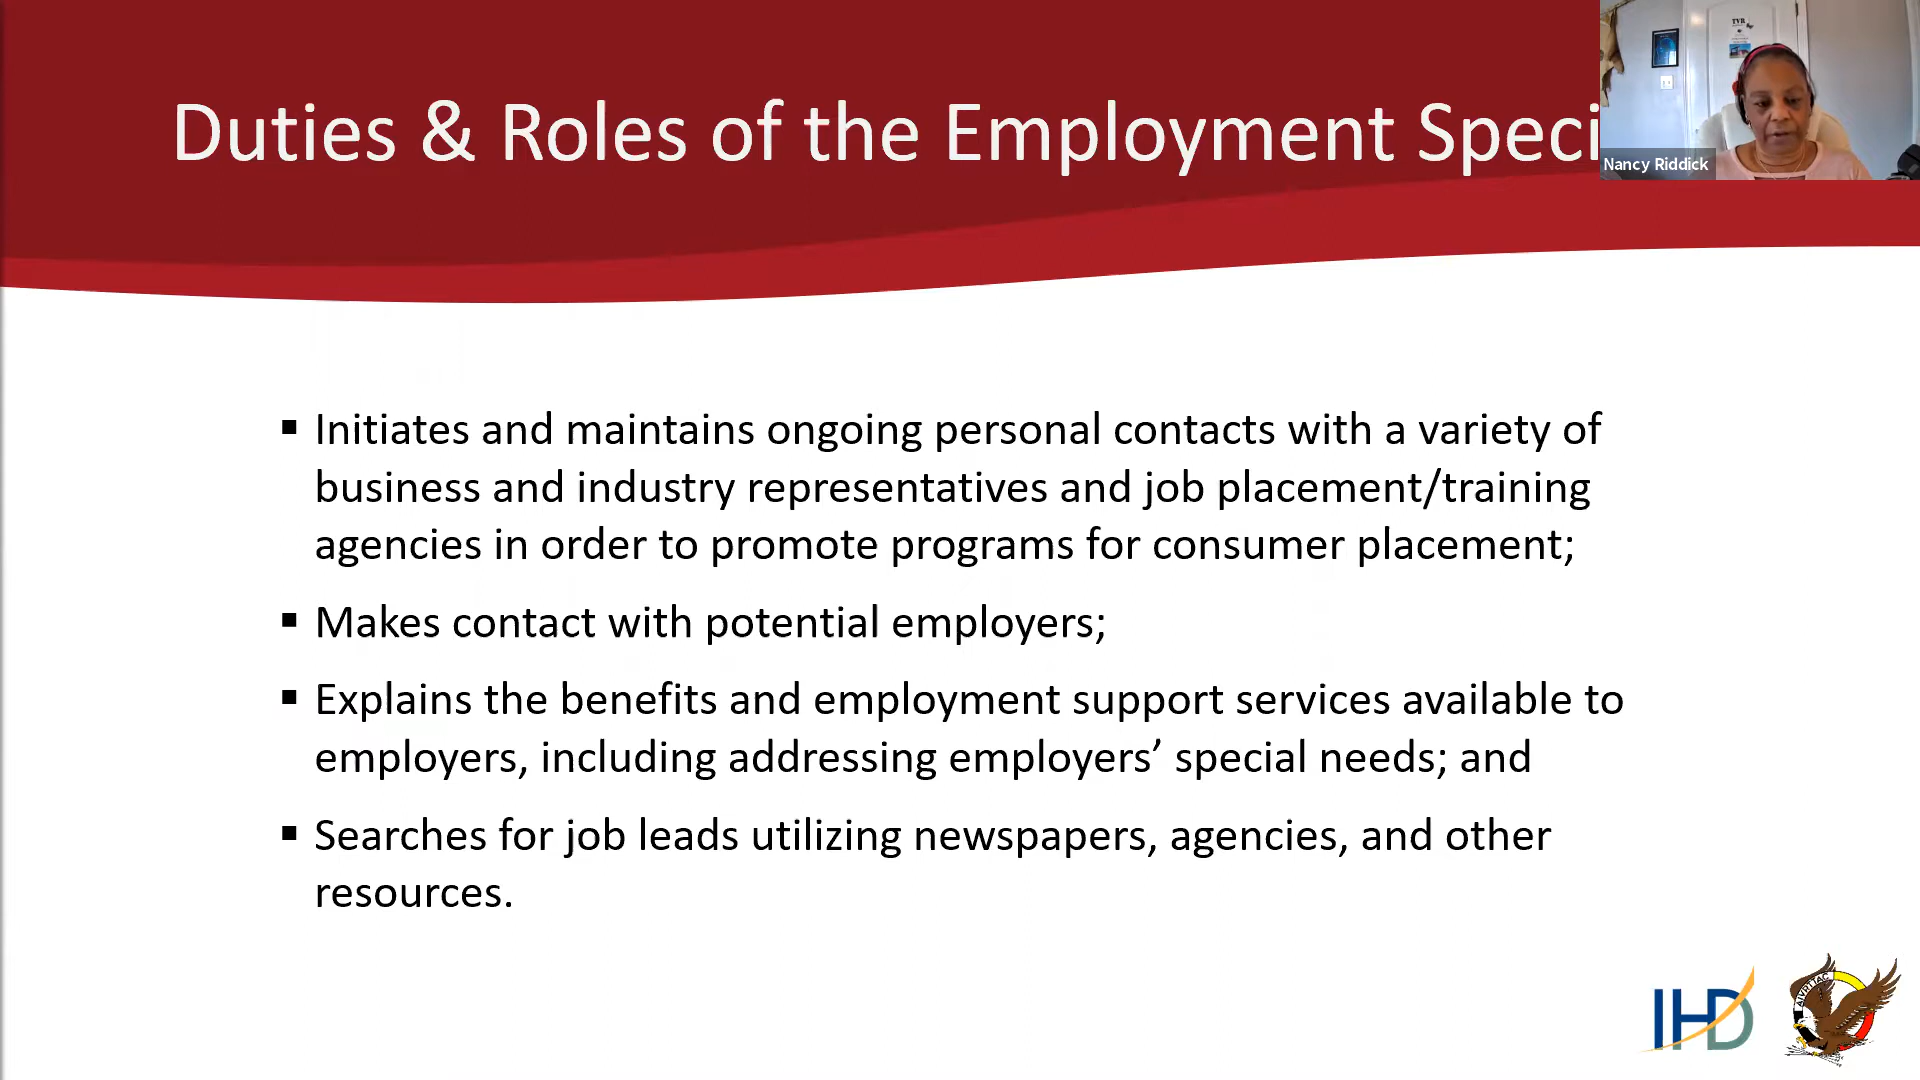 Duties & Roles of the Employment Speci
TVR
Nancy Riddick
▪ Initiates and maintains ongoing personal contacts with a variety of
business and industry representatives and job placement/training
agencies in order to promote programs for consumer placement;
▪ Makes contact with potential employers;
▪ Explains the benefits and employment support services available to
employers, including addressing employers’ special needs; and
▪ Searches for job leads utilizing newspapers, agencies, and other
resources.
IHD
AIVRTTAC